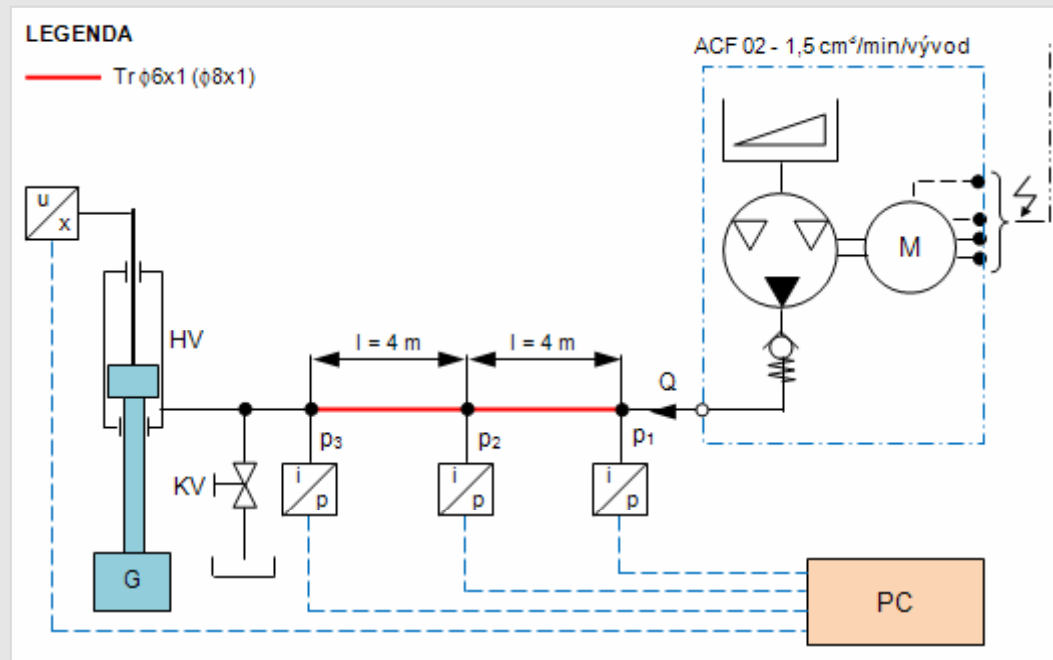 LEGENDA
Tr ϕ6x1 (ϕ8x1)
ACF 02 - 1,5 cm³/min/vývod
u
x
M
HV
l = 4 m
l = 4 m
Q
p₃
p₂
p₁
KV
i
p
i
p
i
p
G
PC